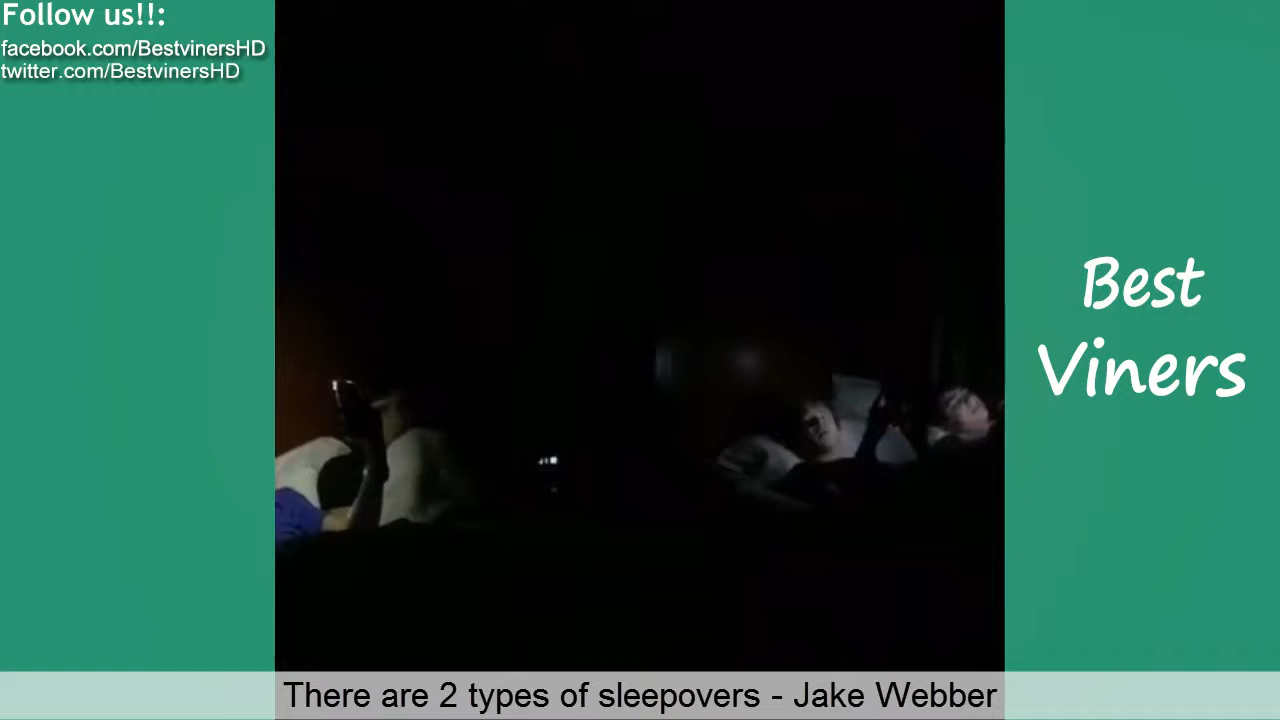 Follow us!!:
facebook.com/BestvinersHD
twitter.com/BestvinersHD
Best
Viners
There are 2 types of sleepovers - Jake Webber